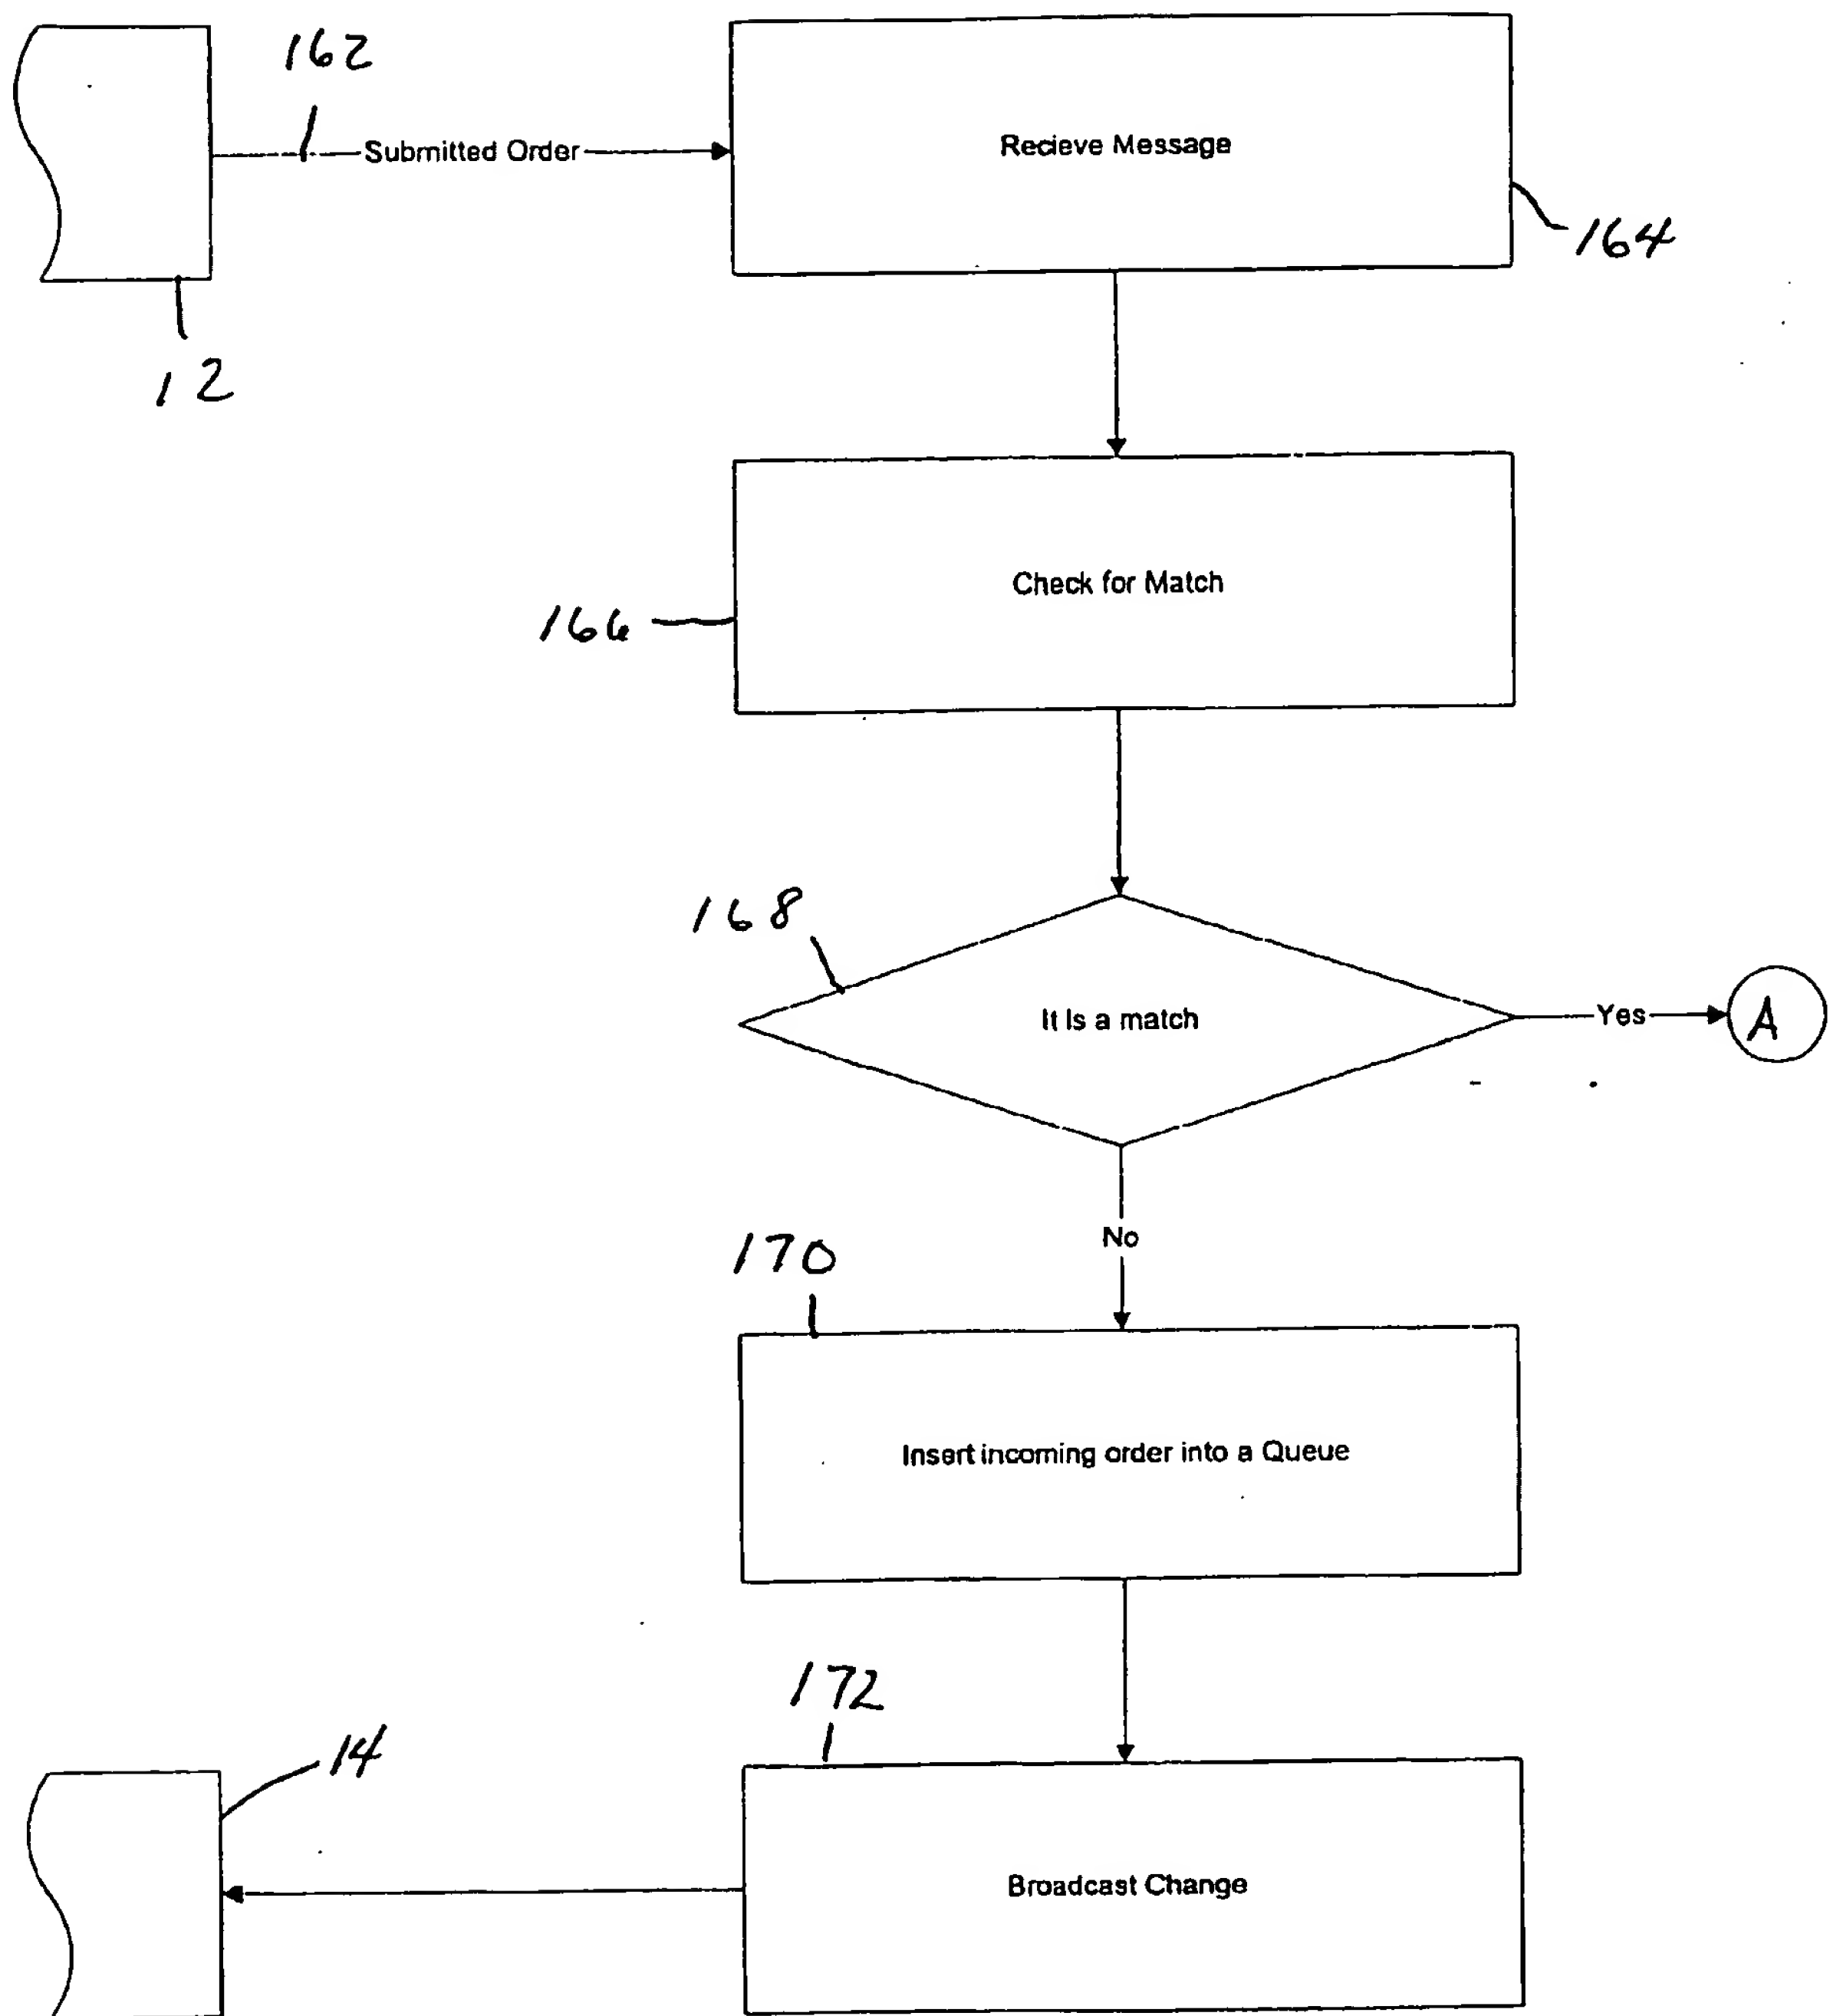 162
Submitted Order
Recieve Message
164
12
Check for Match
166
168
It is a match
Yes
A
No
170
Insert incoming order into a Queue
172
14
Broadcast Change